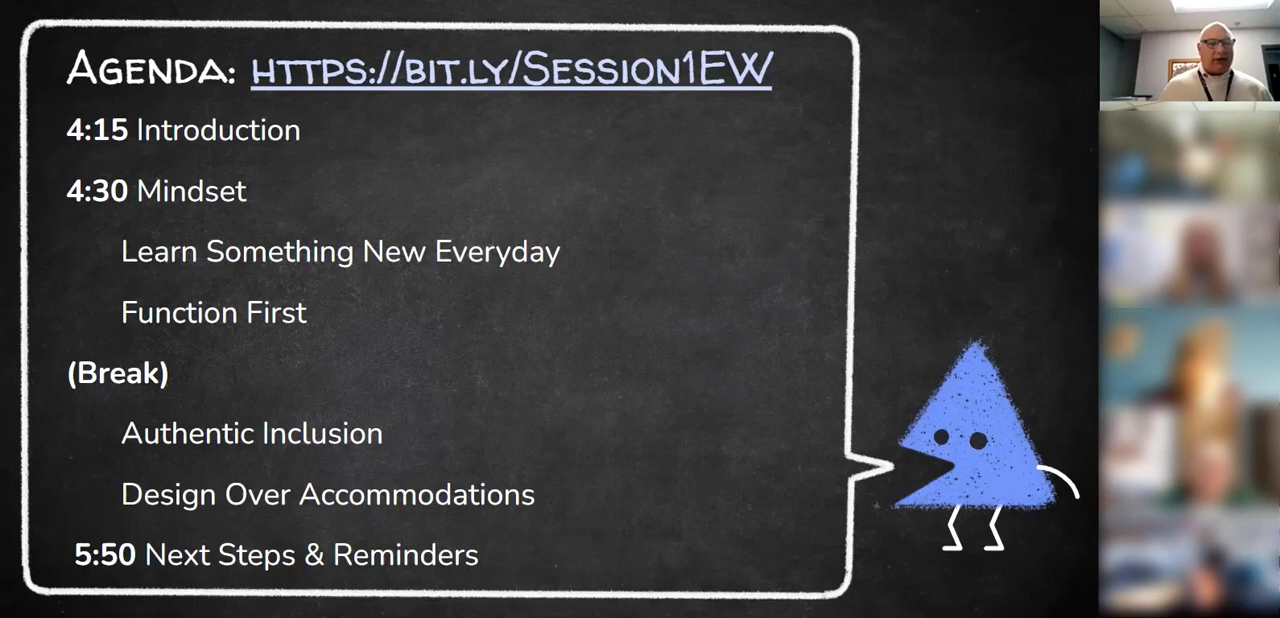 Agenda: https://bit.ly/Session1EW
4:15 Introduction
4:30 Mindset
Learn Something New Everyday
Function First
(Break)
Authentic Inclusion
Design Over Accommodations
5:50 Next Steps & Reminders